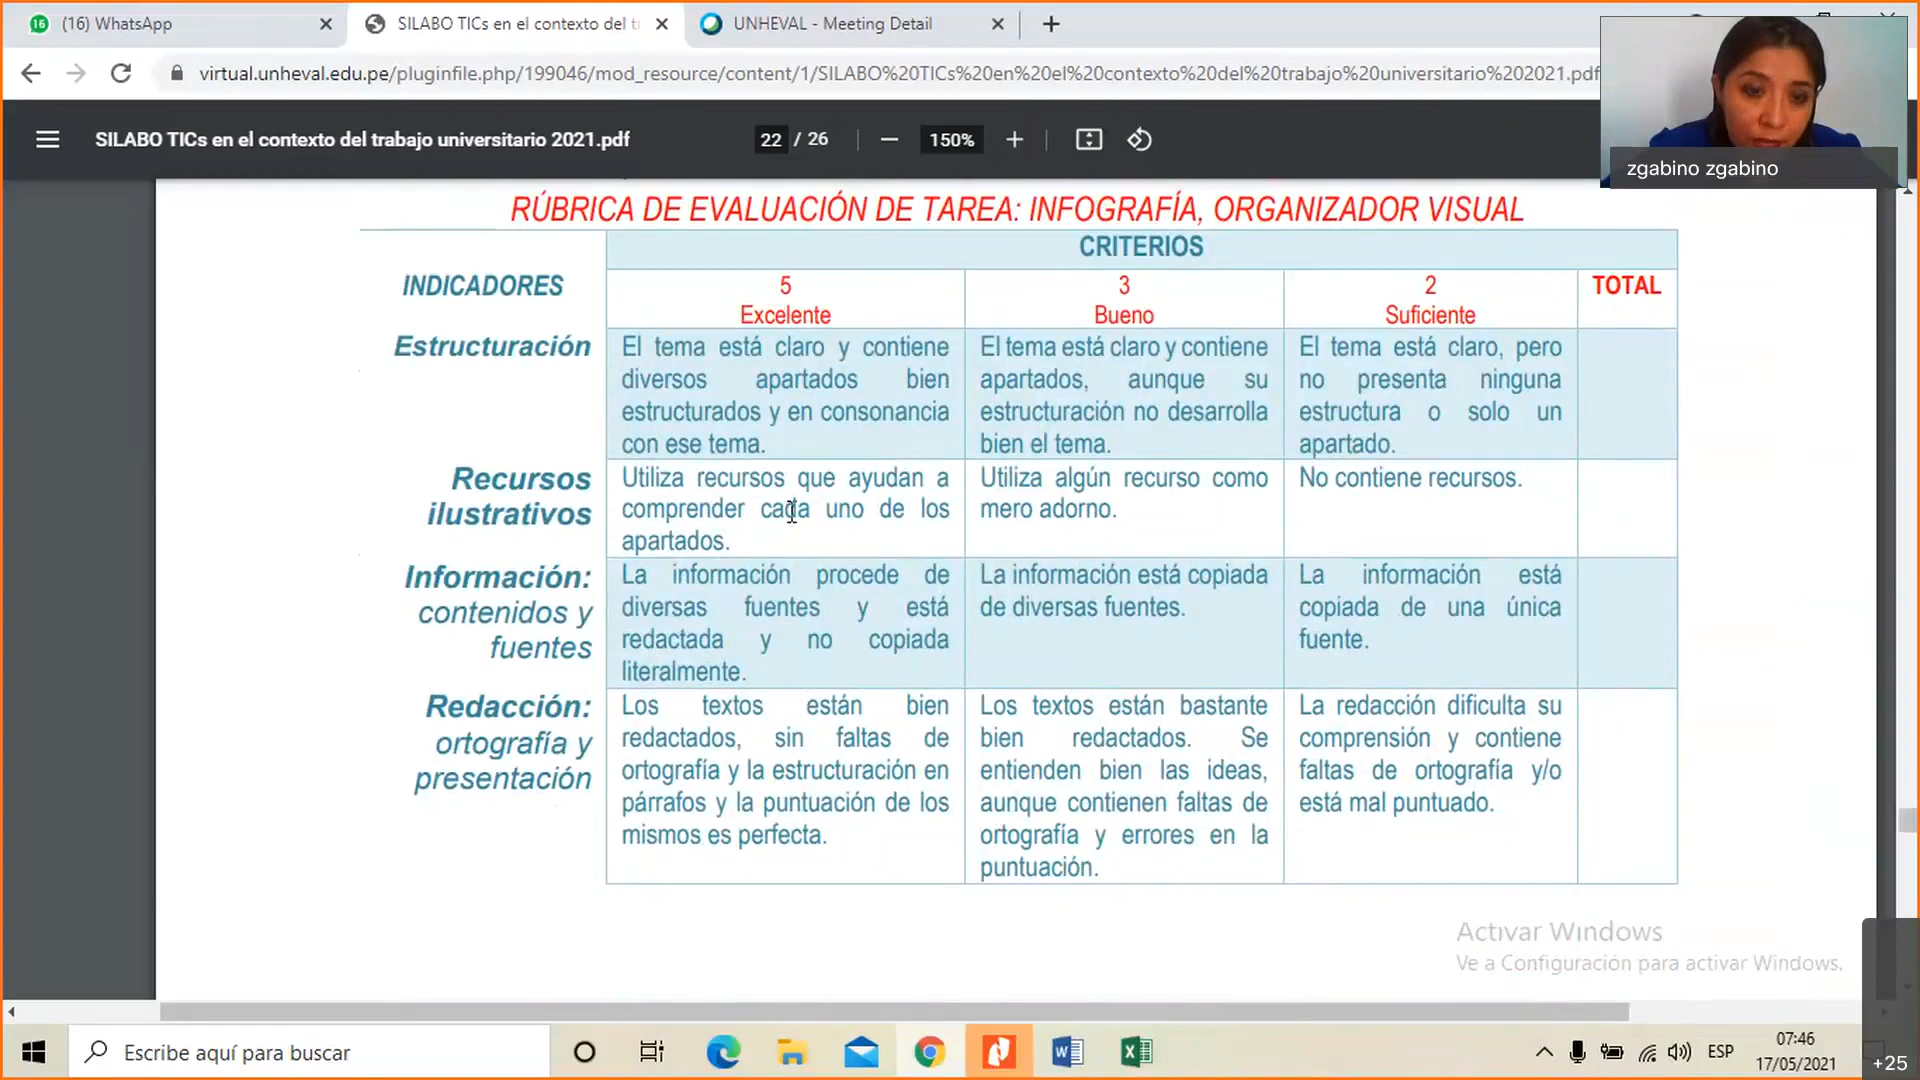 (16) WhatsApp
SILABO TICs en el contexto del t
UNHEVAL - Meeting Detail
virtual.unheval.edu.pe/pluginfile.php/199046/mod_resource/content/1/SILABO%20TICs%20en%20el%20contexto%20del%20trabajo%20universitario%202021.pdf
SILABO TICs en el contexto del trabajo universitario 2021.pdf
22 / 26
150%
zgabino zgabino
RÚBRICA DE EVALUACIÓN DE TAREA: INFOGRAFÍA, ORGANIZADOR VISUAL
CRITERIOS
INDICADORES
5
Excelente
3
Bueno
2
Suficiente
TOTAL
Estructuración
El tema está claro y contiene
diversos apartados bien
estructurados y en consonancia
con ese tema.
El tema está claro y contiene
apartados, aunque su
estructuración no desarrolla
bien el tema.
El tema está claro, pero
no presenta ninguna
estructura o solo un
apartado.
Recursos
ilustrativos
Utiliza recursos que ayudan a
comprender cada uno de los
apartados.
Utiliza algún recurso como
mero adorno.
No contiene recursos.
Información:
contenidos y
fuentes
La información procede de
diversas fuentes y está
redactada y no copiada
literalmente.
La información está copiada
de diversas fuentes.
La información está
copiada de una única
fuente.
Redacción:
ortografía y
presentación
Los textos están bien
redactados, sin faltas de
ortografía y la estructuración en
párrafos y la puntuación de los
mismos es perfecta.
Los textos están bastante
bien redactados. Se
entienden bien las ideas,
aunque contienen faltas de
ortografía y errores en la
puntuación.
La redacción dificulta su
comprensión y contiene
faltas de ortografía y/o
está mal puntuado.
Activar Windows
Ve a Configuración para activar Windows.
Escribe aquí para buscar
ESP
07:46
17/05/2021
+25